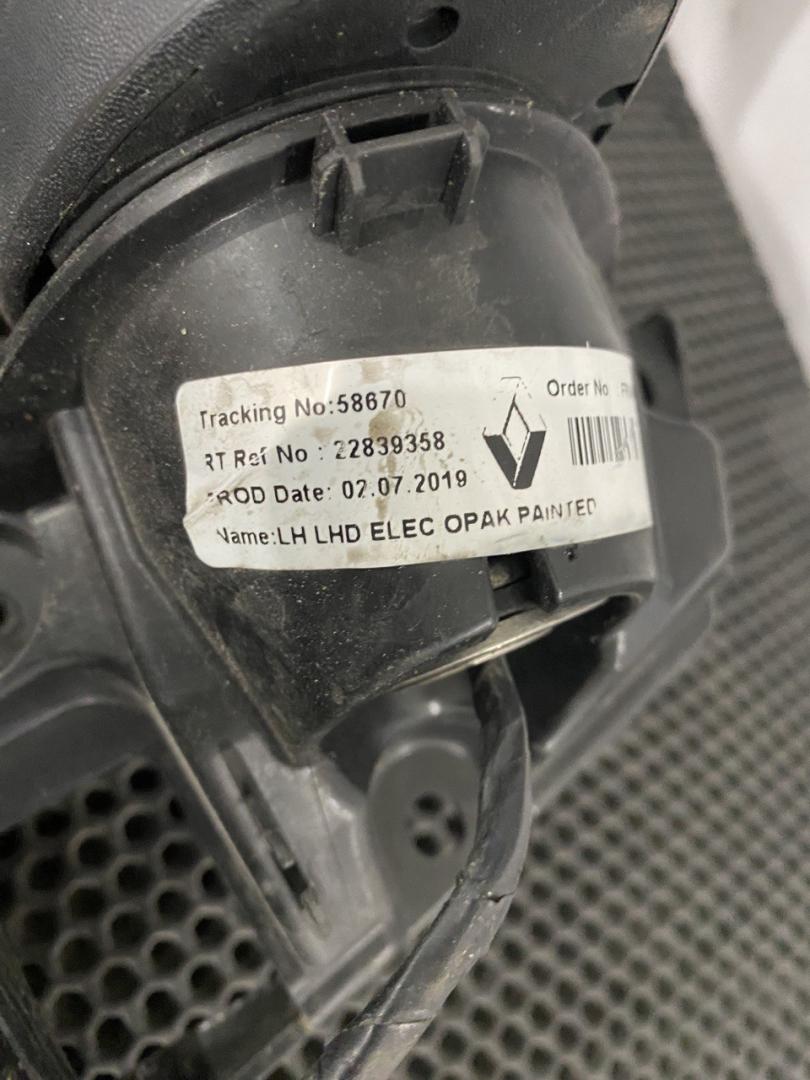 Tracking No:58670
RT Ref No : 22839358
PROD Date: 02.07.2019
Name:LH LHD ELEC OPAK PAINTED
Order No